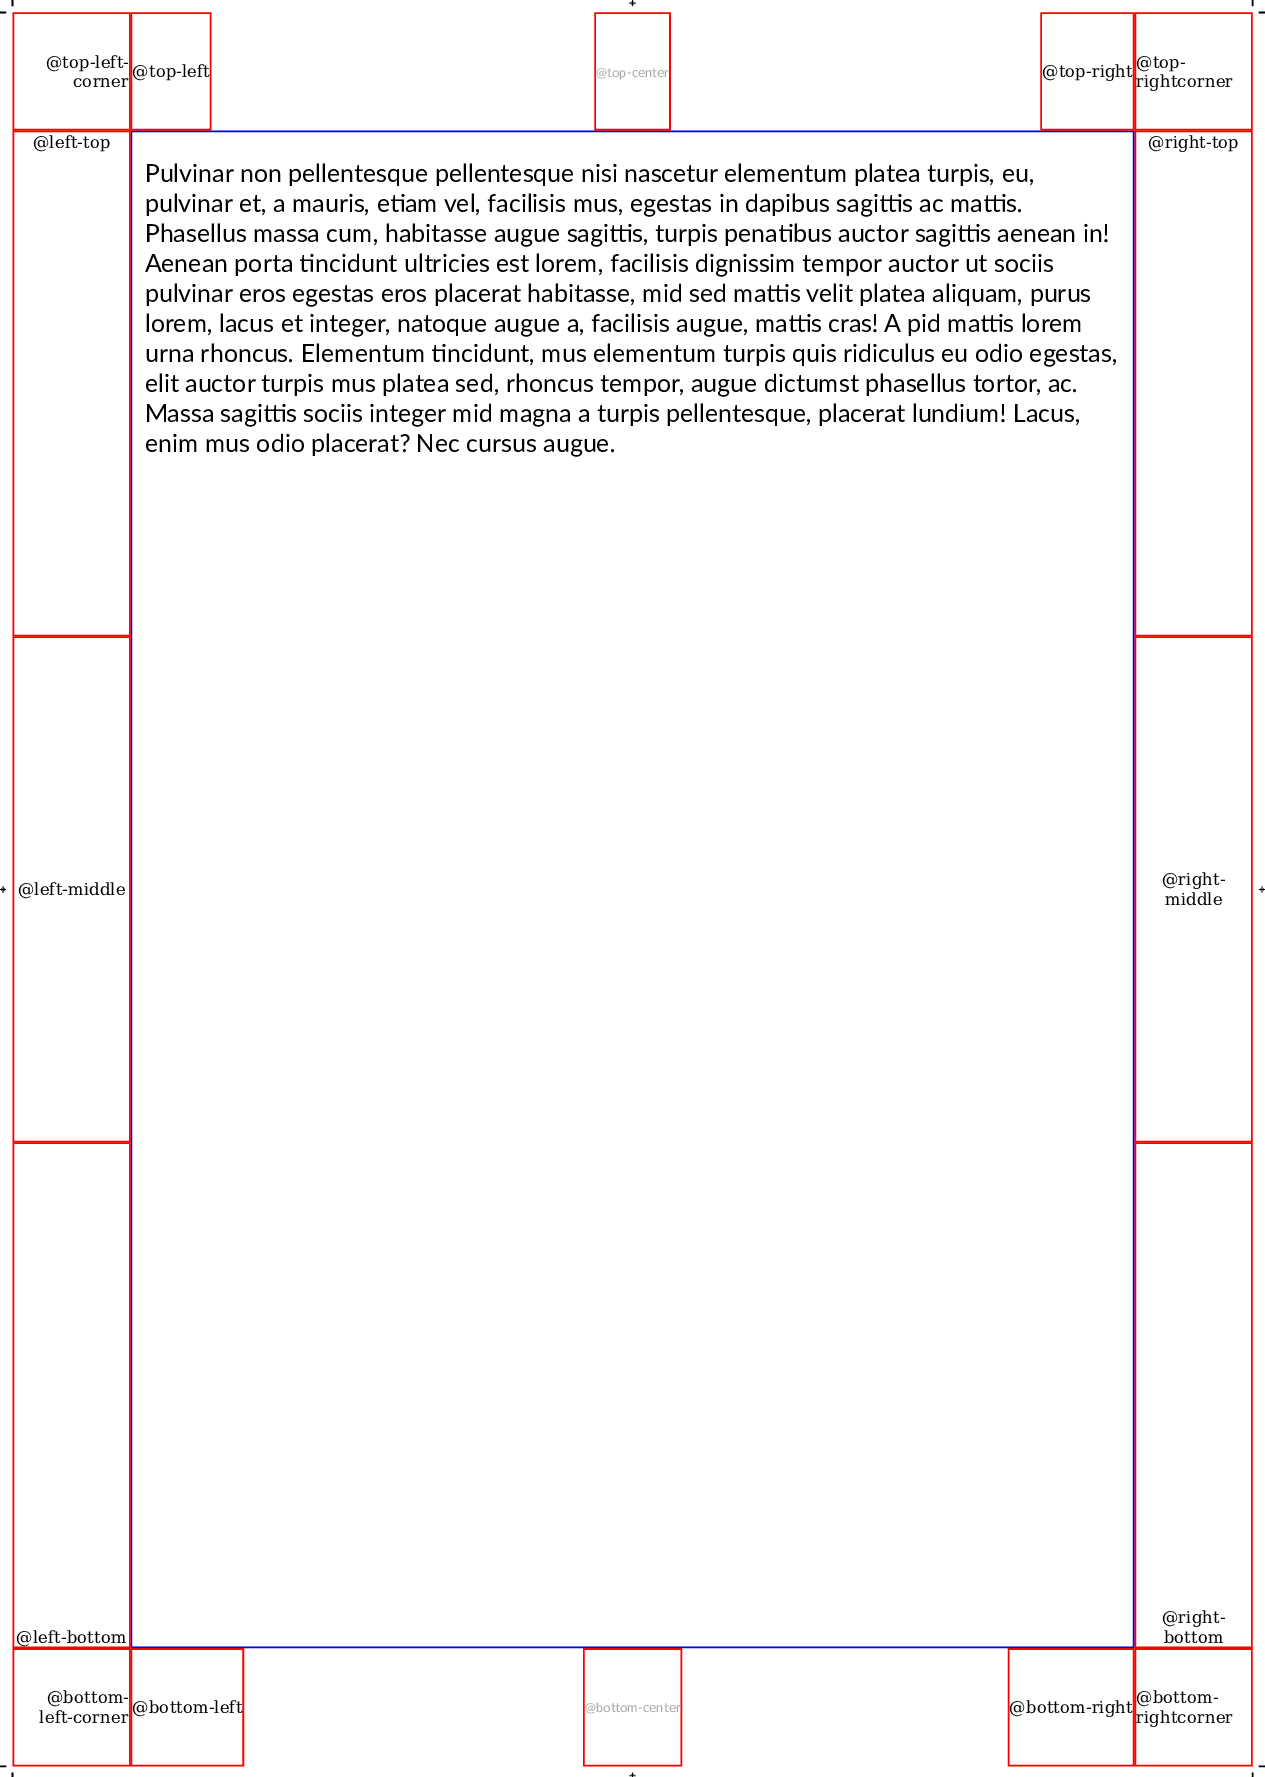 @top-left-
corner
@top-left
@top-center
@top-right
@top-
rightcorner
@left-top
@right-top
Pulvinar non pellentesque pellentesque nisi nascetur elementum platea turpis, eu,
pulvinar et, a mauris, etiam vel, facilisis mus, egestas in dapibus sagittis ac mattis.
Phasellus massa cum, habitasse augue sagittis, turpis penatibus auctor sagittis aenean in!
Aenean porta tincidunt ultricies est lorem, facilisis dignissim tempor auctor ut sociis
pulvinar eros egestas eros placerat habitasse, mid sed mattis velit platea aliquam, purus
lorem, lacus et integer, natoque augue a, facilisis augue, mattis cras! A pid mattis lorem
urna rhoncus. Elementum tincidunt, mus elementum turpis quis ridiculus eu odio egestas,
elit auctor turpis mus platea sed, rhoncus tempor, augue dictumst phasellus tortor, ac.
Massa sagittis sociis integer mid magna a turpis pellentesque, placerat lundium! Lacus,
enim mus odio placerat? Nec cursus augue.
@left-middle
@right-
middle
@left-bottom
@right-
bottom
@bottom-
left-corner
@bottom-left
@bottom-center
@bottom-right
@bottom-
rightcorner